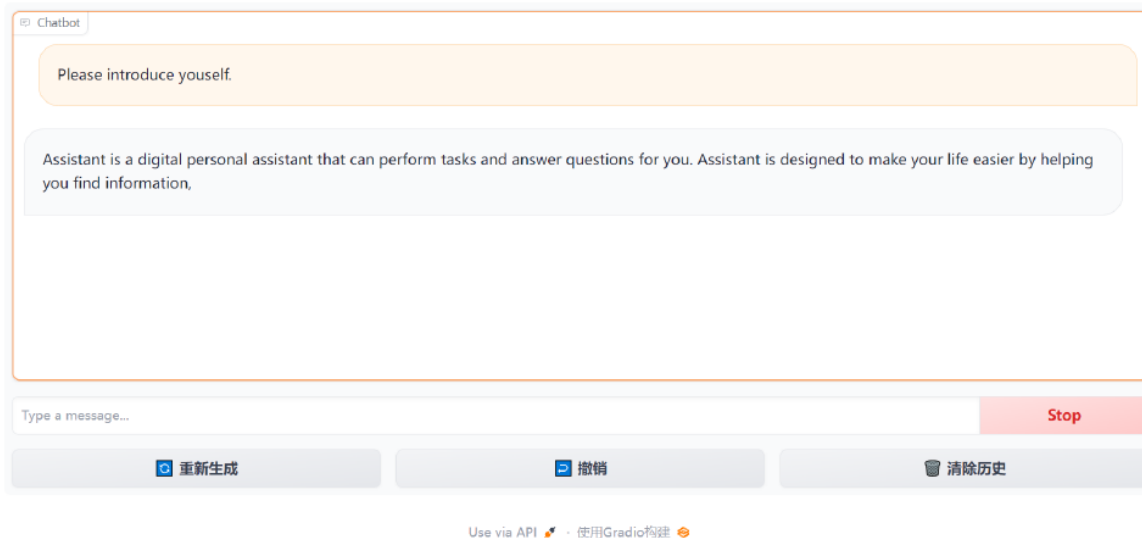 Chatbot
Please introduce youself.
Assistant is a digital personal assistant that can perform tasks and answer questions for you. Assistant is designed to make your life easier by helping
you find information,
Type a message...
Stop
重新生成
撤销
清除历史
Use via API · 使用Gradio构建